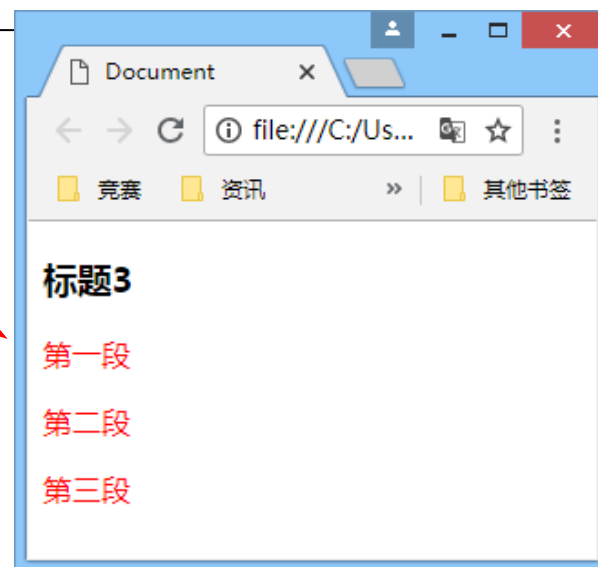 Document
file:///C:/Us...
竞赛 资讯 » 其他书签
标题3
第一段
第二段
第三段